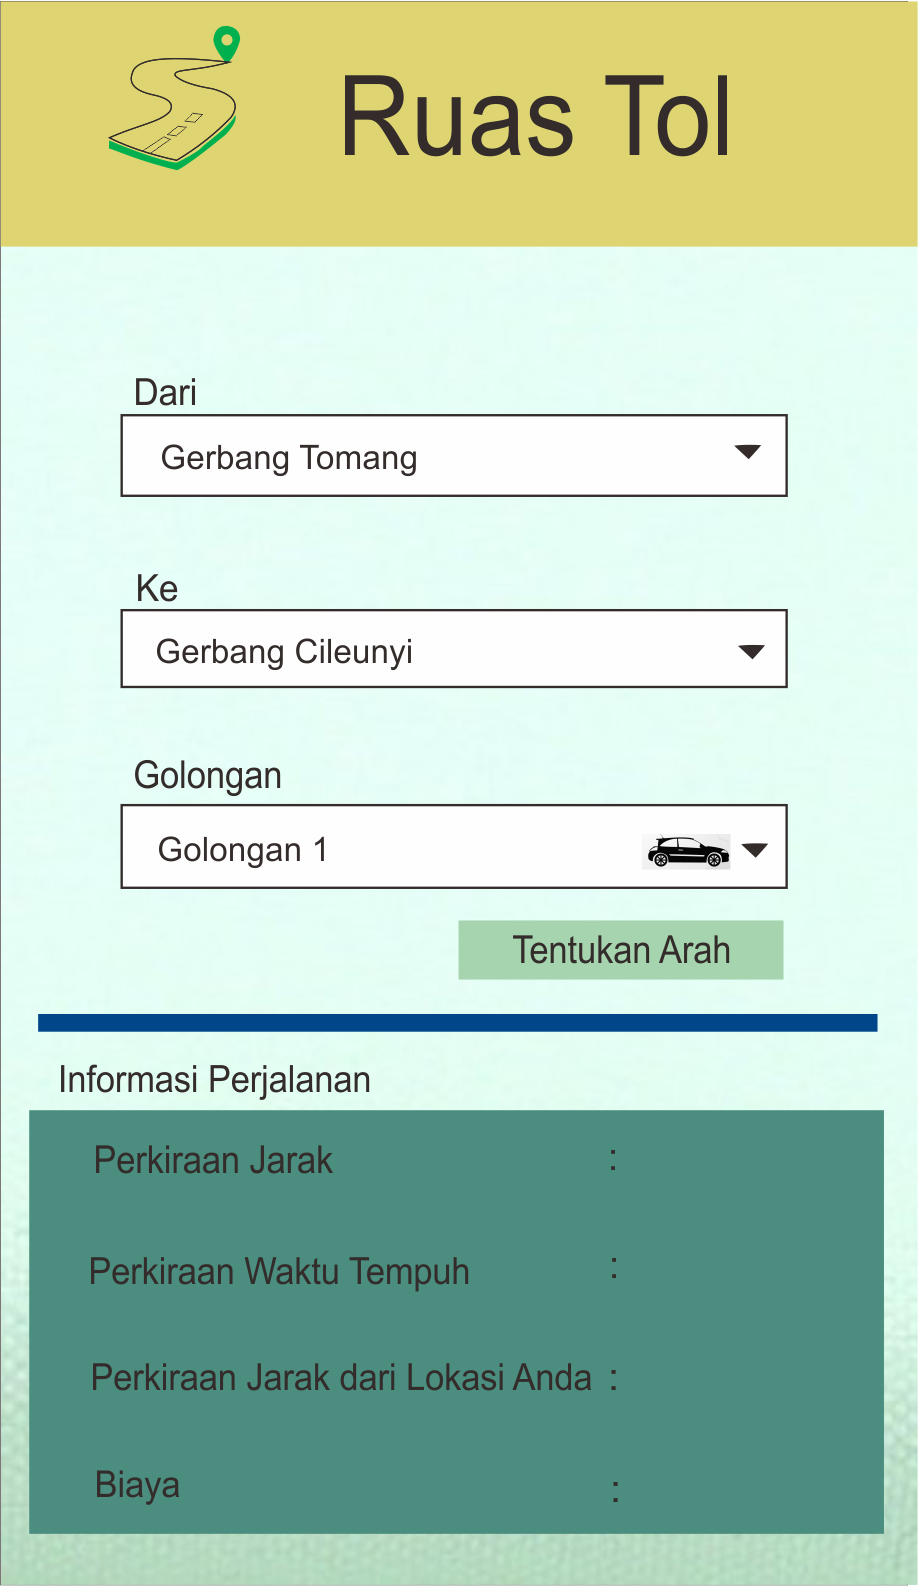 Ruas Tol
Dari
Gerbang Tomang
Ke
Gerbang Cileunyi
Golongan
Golongan 1
Tentukan Arah
Informasi Perjalanan
Perkiraan Jarak :
Perkiraan Waktu Tempuh :
Perkiraan Jarak dari Lokasi Anda :
Biaya :